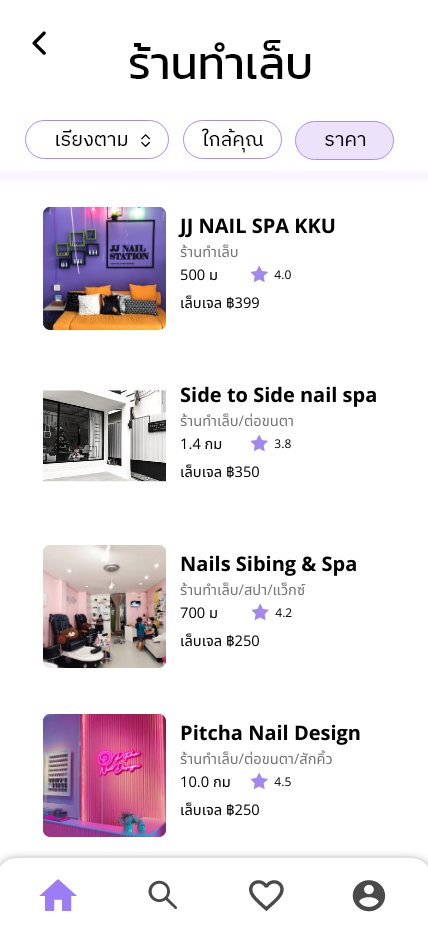 ร้านทำเล็บ
เรียงตาม
ใกล้คุณ
ราคา
JJ NAIL
STATION
JJ NAIL SPA KKU
ร้านทำเล็บ
500 ม
4.0
เล็บเจล ฿399
Side to Side nail spa
ร้านทำเล็บ/ต่อขนตา
1.4 กม
3.8
เล็บเจล ฿350
Nails Sibing & Spa
ร้านทำเล็บ/สปา/แว็กซ์
700 ม
4.2
เล็บเจล ฿250
Pitcha
Nail Design
Pitcha Nail Design
ร้านทำเล็บ/ต่อขนตา/สักคิ้ว
10.0 กม
4.5
เล็บเจล ฿250